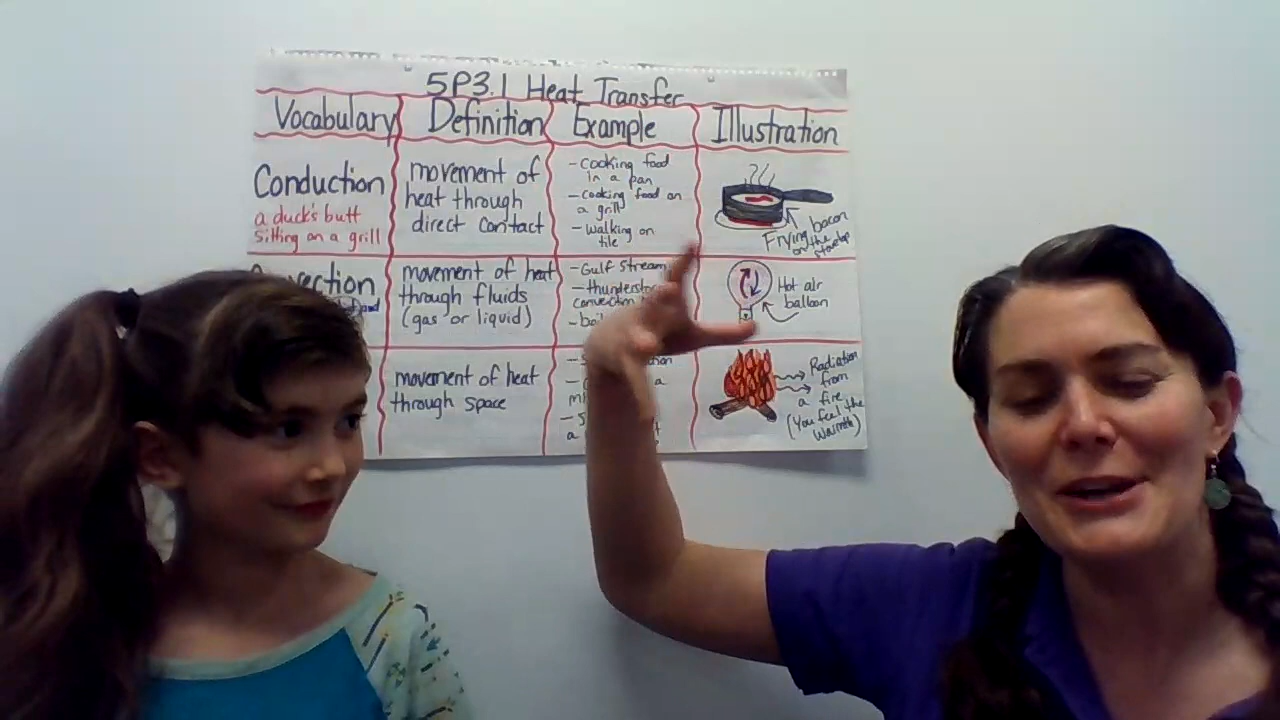 5P3.1 Heat Transfer
Vocabulary
Definition
Example
Illustration
Conduction
a duck's butt
sitting on a grill
movement of
heat through
direct contact
- Cooking food
in a pan
- Cooking food on
a grill
- Walking on
tile
Frying bacon
on the
stovetop
movement of heat
through fluids
(gas or liquid)
- Gulf Stream
Hot air
balloon
movement of heat
through space
Radiation
from
a fire
(You feel the
warmth)